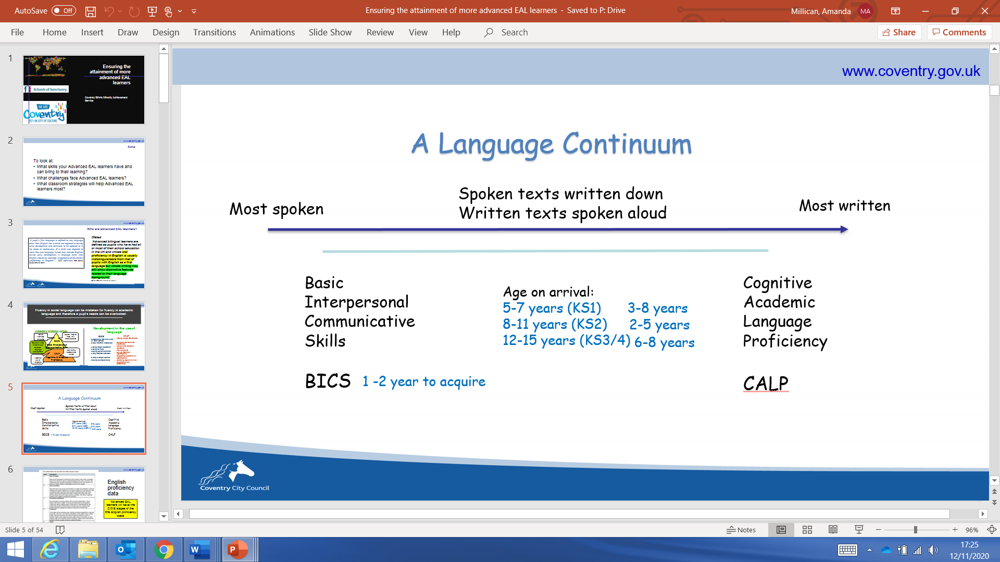 AutoSave Off
Ensuring the attainment of more advanced EAL learners - Saved to P: Drive
Millican, Amanda MA
File Home Insert Draw Design Transitions Animations Slide Show Review View Help Search
Share Comments
1
Ensuring the
attainment of more
advanced EAL
learners
Schools of Sanctuary
Coventry Ethnic Minority Achievement
Service
WE ARE
Coventry
2021 UK CITY OF CULTURE
2
www.coventry.gov.uk
Aims
To look at:
• What skills your Advanced EAL learners have and
can bring to their learning?
• What challenges face Advanced EAL learners?
• What classroom strategies will help Advanced EAL
learners most?
3
www.coventry.gov.uk
Who are advanced EAL learners?
Ofsted
'Advanced bilingual learners are
defined as pupils who have had all
or most of their school education
in the UK and whose oral
proficiency in English is usually
indistinguishable from that of
pupils with English as a first
language but whose writing may
still show distinctive features
related to their language
background.'
4
Fluency in social language can be mistaken for fluency in academic
language and therefore a pupil's needs can be overlooked.
CUMMINS ICEBERG MODEL
Development in the use of
language
BICS
CALP
5
www.coventry.gov.uk
A Language Continuum
Most spoken
Spoken texts written down
Written texts spoken aloud
Most written
Basic
Interpersonal
Communicative
Skills
Age on arrival:
5-7 years (KS1) 3-8 years
8-11 years (KS2) 2-5 years
12-15 years (KS3/4) 6-8 years
Cognitive
Academic
Language
Proficiency
BICS 1 -2 year to acquire
CALP
6
www.coventry.gov.uk
English
proficiency
data
Advanced EAL
learners will be at the
C/D/E stages of the
DfE English proficiency
scale
www.coventry.gov.uk
A Language Continuum
Most spoken
Spoken texts written down
Written texts spoken aloud
Most written
Basic
Interpersonal
Communicative
Skills
Age on arrival:
5-7 years (KS1) 3-8 years
8-11 years (KS2) 2-5 years
12-15 years (KS3/4) 6-8 years
Cognitive
Academic
Language
Proficiency
BICS 1 -2 year to acquire
CALP
Coventry City Council
Slide 5 of 54
Notes
96%
17:25
12/11/2020